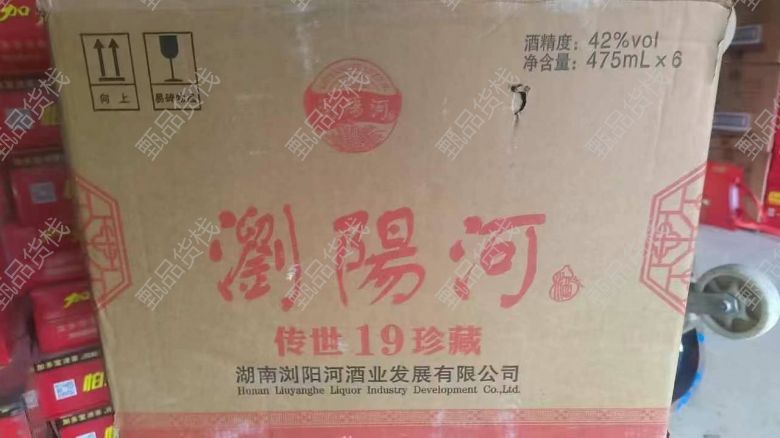 酒精度：42%vol
净含量：475mL×6
向上
易碎物品
瀏陽河
瀏陽河
酒
传世19珍藏
湖南浏阳河酒业发展有限公司
Hunan Liuyanghe Liquor Industry Development Co.,Ltd.
甄品货栈
加